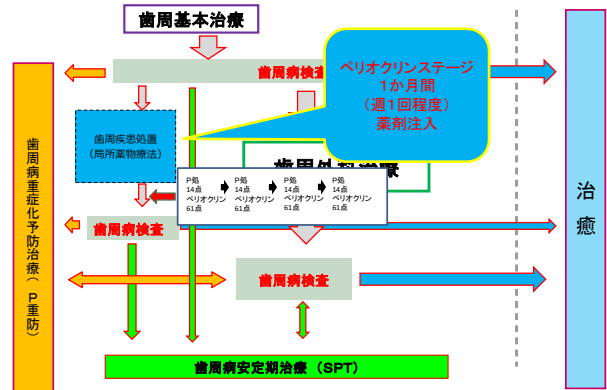 歯周基本治療
歯周病検査
ペリオクリンステージ
1か月間
(週1回程度)
薬剤注入
歯周疾患処置
(局所薬物療法)
歯周病重症化予防治療(P重防)
治癒
P処 P処 P処 P処
14点 14点 14点 14点
ペリオクリン ペリオクリン ペリオクリン ペリオクリン
61点 61点 61点 61点
歯周病検査
歯周病検査
歯周病安定期治療(SPT)